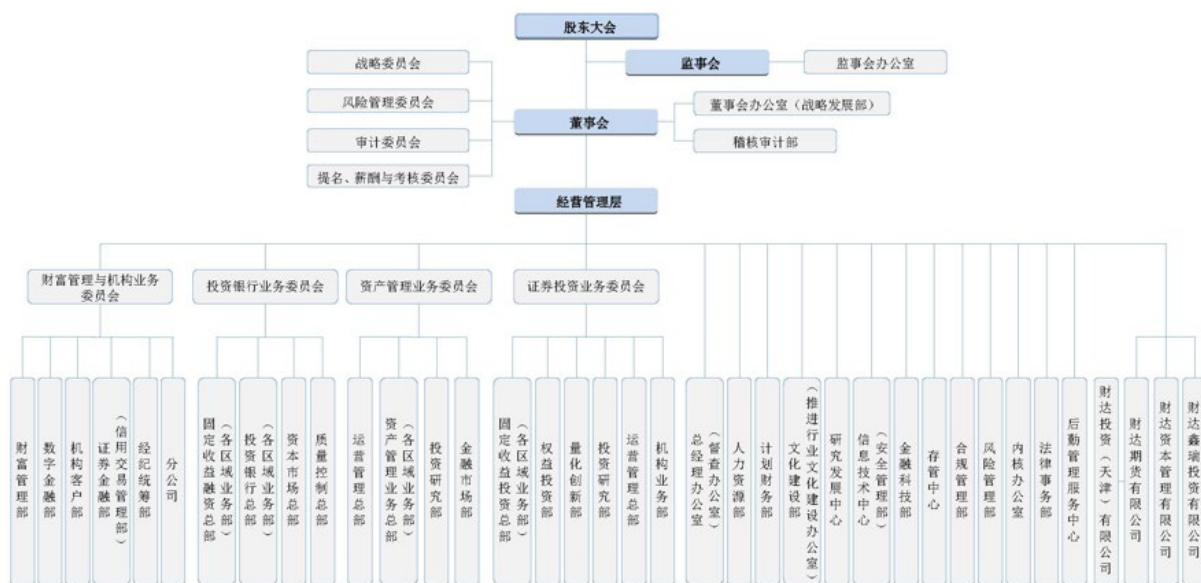 股东大会
监事会
监事会办公室
战略委员会
风险管理委员会
审计委员会
提名、薪酬与考核委员会
董事会
董事会办公室（战略发展部）
稽核审计部
经营管理层
财富管理与机构业务
委员会
投资银行业务委员会
资产管理业务委员会
证券投资业务委员会
财富管理部
数字金融部
机构客户部
证券金融部
（信用交易管理部）
经纪统筹部
分公司
固定收益融资总部
（各区域业务部）
投资银行总部
（各区域业务部）
资本市场总部
质量控制总部
运营管理总部
资产管理业务总部
（各区域业务部）
投资研究部
金融市场部
固定收益投资总部
（各区域业务部）
权益投资部
量化创新部
投资研究部
运营管理总部
机构业务部
总经理办公室
（督查办公室）
人力资源部
计划财务部
文化建设部
（推进行业文化建设办公室）
研究发展中心
信息技术中心
（安全管理部）
金融科技部
存管中心
合规管理部
风险管理部
内核办公室
法律事务部
后勤管理服务中心
财达投资（天津）有限公司
财达期货有限公司
财达资本管理有限公司
财达鑫瑞投资有限公司